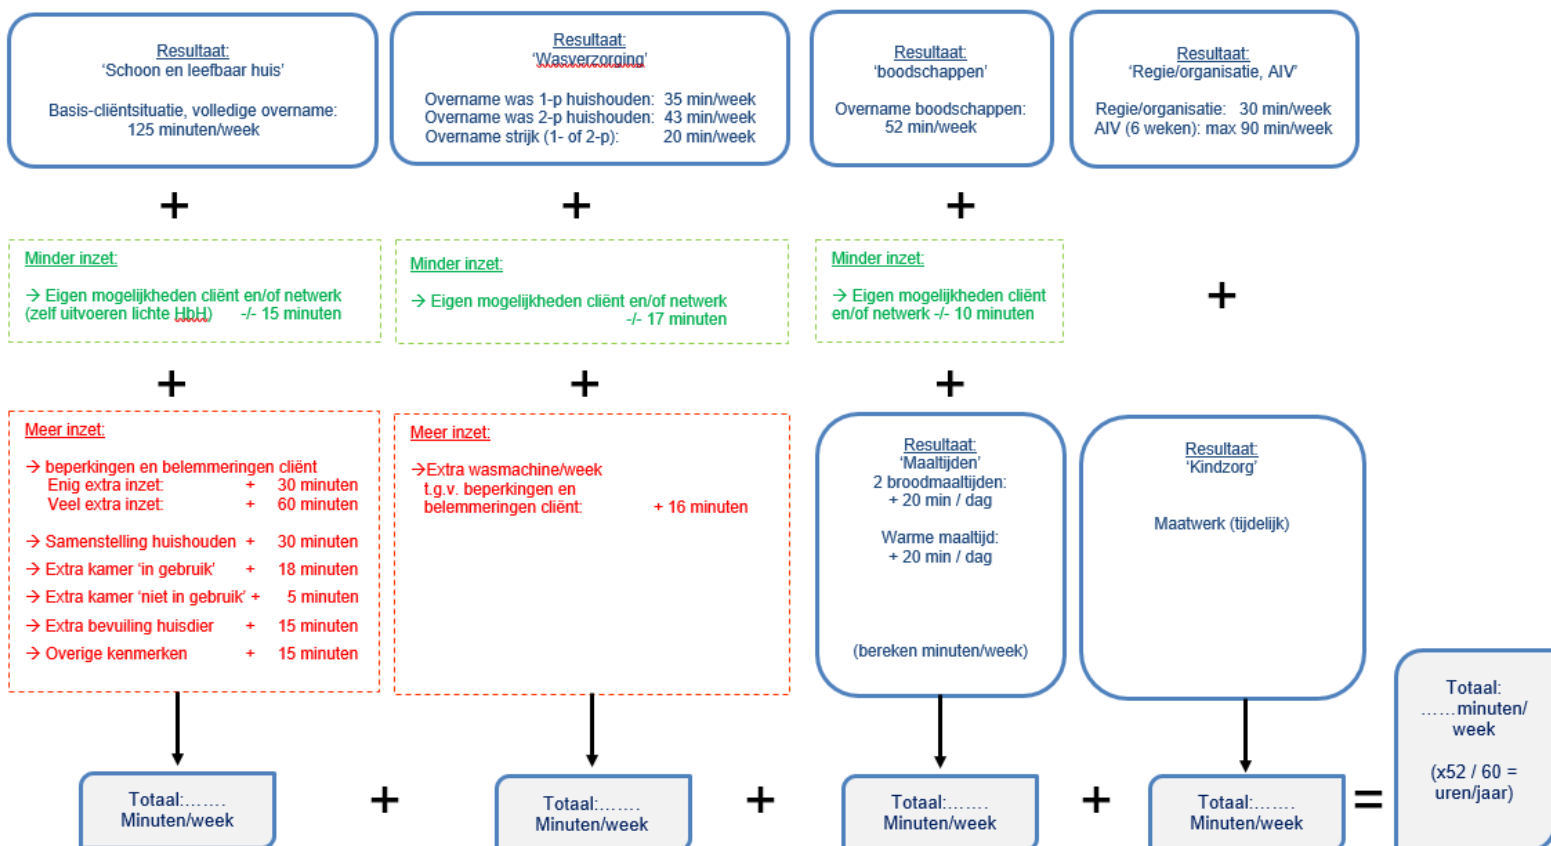 Resultaat:
‘Schoon en leefbaar huis’
Basis-cliëntsituatie, volledige overname:
125 minuten/week
Resultaat:
‘Wasverzorging’
Overname was 1-p huishouden: 35 min/week
Overname was 2-p huishouden: 43 min/week
Overname strijk (1- of 2-p): 20 min/week
Resultaat:
‘boodschappen’
Overname boodschappen:
52 min/week
Resultaat:
‘Regie/organisatie, AIV’
Regie/organisatie: 30 min/week
AIV (6 weken): max 90 min/week
+
+
+
Minder inzet:
→ Eigen mogelijkheden cliënt en/of netwerk
(zelf uitvoeren lichte HbH) -/- 15 minuten
Minder inzet:
→ Eigen mogelijkheden cliënt en/of netwerk
-/- 17 minuten
Minder inzet:
→ Eigen mogelijkheden cliënt
en/of netwerk -/- 10 minuten
+
+
+
+
Meer inzet:
→ beperkingen en belemmeringen cliënt
Enig extra inzet: + 30 minuten
Veel extra inzet: + 60 minuten
→ Samenstelling huishouden + 30 minuten
→ Extra kamer ‘in gebruik’ + 18 minuten
→ Extra kamer ‘niet in gebruik’ + 5 minuten
→ Extra bevuiling huisdier + 15 minuten
→ Overige kenmerken + 15 minuten
Meer inzet:
→Extra wasmachine/week
t.g.v. beperkingen en
belemmeringen cliënt: + 16 minuten
Resultaat:
‘Maaltijden’
2 broodmaaltijden:
+ 20 min / dag
Warme maaltijd:
+ 20 min / dag
(bereken minuten/week)
Resultaat:
‘Kindzorg’
Maatwerk (tijdelijk)
Totaal:…….
Minuten/week
+
Totaal:…….
Minuten/week
+
Totaal:…….
Minuten/week
+
Totaal:…….
Minuten/week
=
Totaal:
……minuten/
week
(x52 / 60 =
uren/jaar)